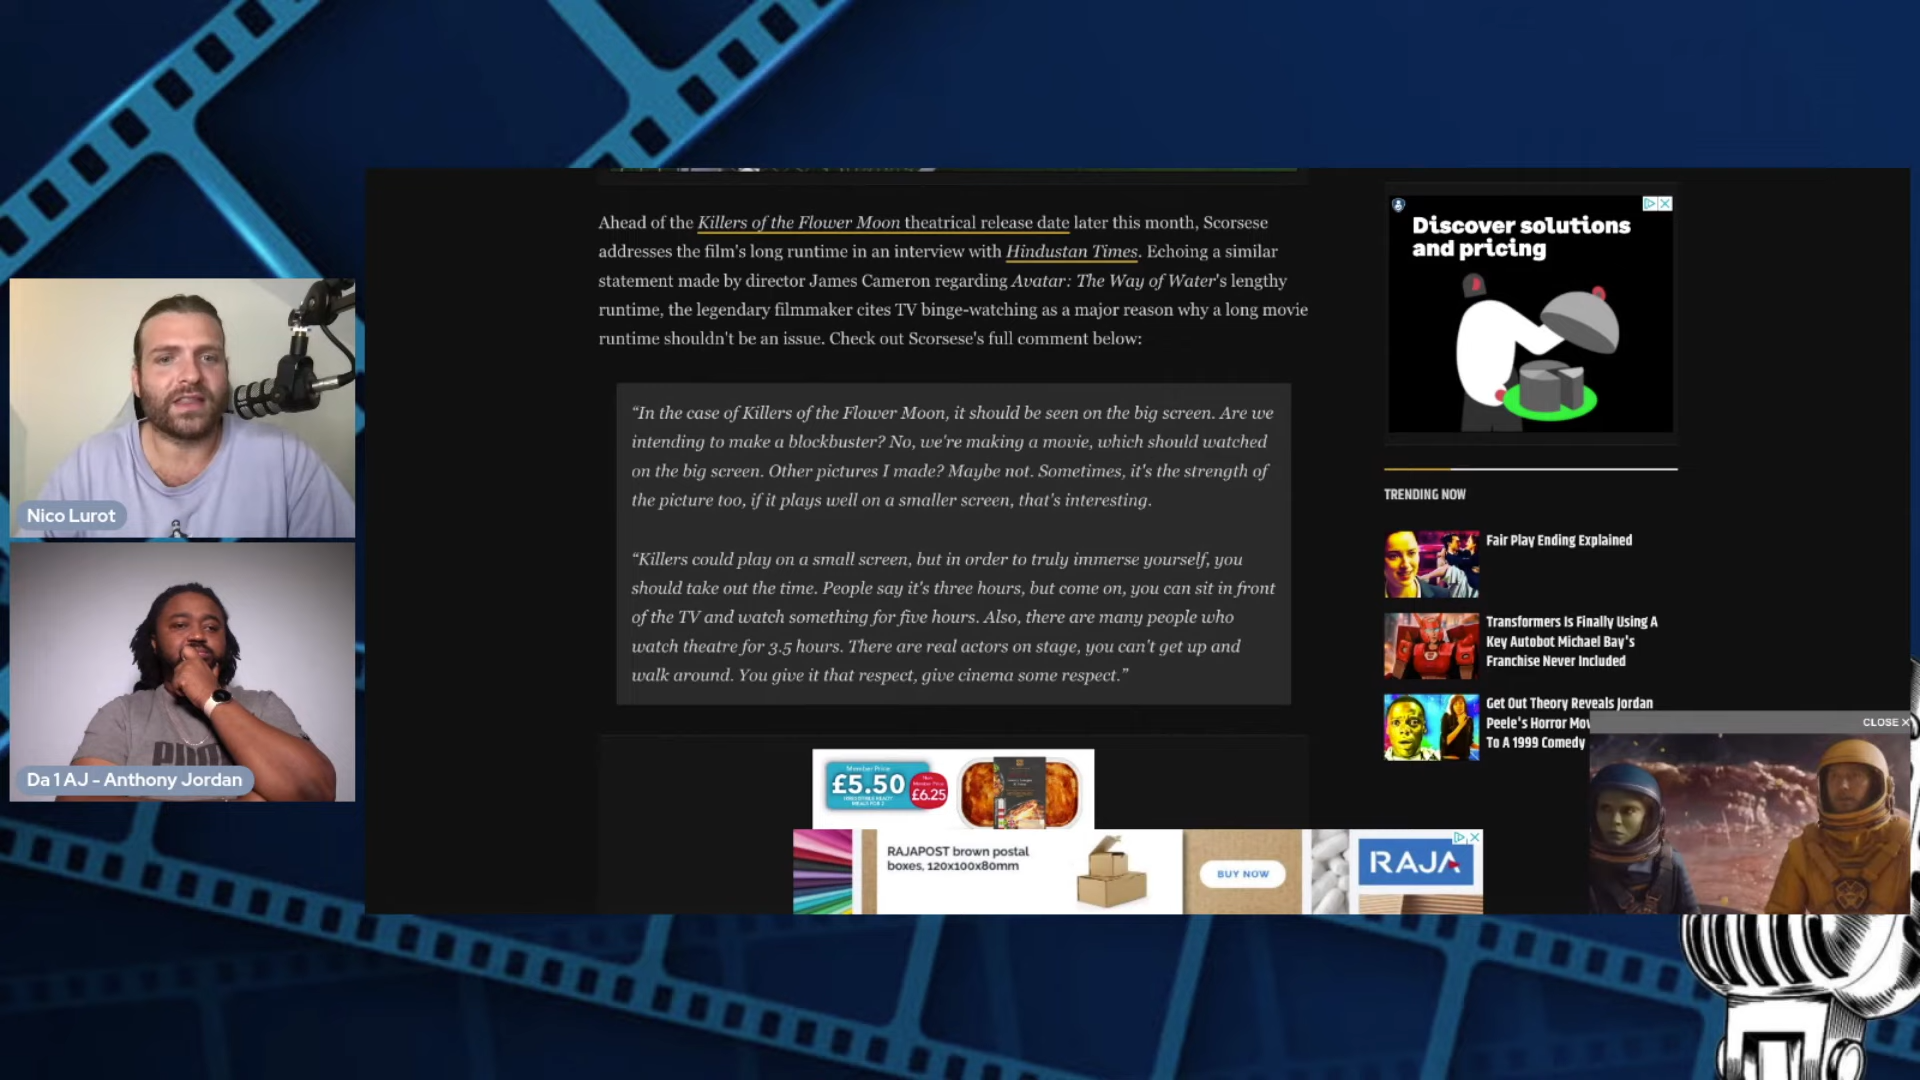 Ahead of the Killers of the Flower Moon theatrical release date later this month, Scorsese
addresses the film's long runtime in an interview with Hindustan Times. Echoing a similar
statement made by director James Cameron regarding Avatar: The Way of Water's lengthy
runtime, the legendary filmmaker cites TV binge-watching as a major reason why a long movie
runtime shouldn't be an issue. Check out Scorsese's full comment below:
“In the case of Killers of the Flower Moon, it should be seen on the big screen. Are we
intending to make a blockbuster? No, we're making a movie, which should watched
on the big screen. Other pictures I made? Maybe not. Sometimes, it's the strength of
the picture too, if it plays well on a smaller screen, that's interesting.
“Killers could play on a small screen, but in order to truly immerse yourself, you
should take out the time. People say it's three hours, but come on, you can sit in front
of the TV and watch something for five hours. Also, there are many people who
watch theatre for 3.5 hours. There are real actors on stage, you can't get up and
walk around. You give it that respect, give cinema some respect.”
Discover solutions
and pricing
TRENDING NOW
Fair Play Ending Explained
Transformers Is Finally Using A
Key Autobot Michael Bay's
Franchise Never Included
Get Out Theory Reveals Jordan
Peele's Horror Mov
To A 1999 Comedy
CLOSE X
Nico Lurot
Da 1 AJ - Anthony Jordan
Member Price
£5.50
£6.25
RAJAPOST brown postal
boxes, 120x100x80mm
BUY NOW
RAJA